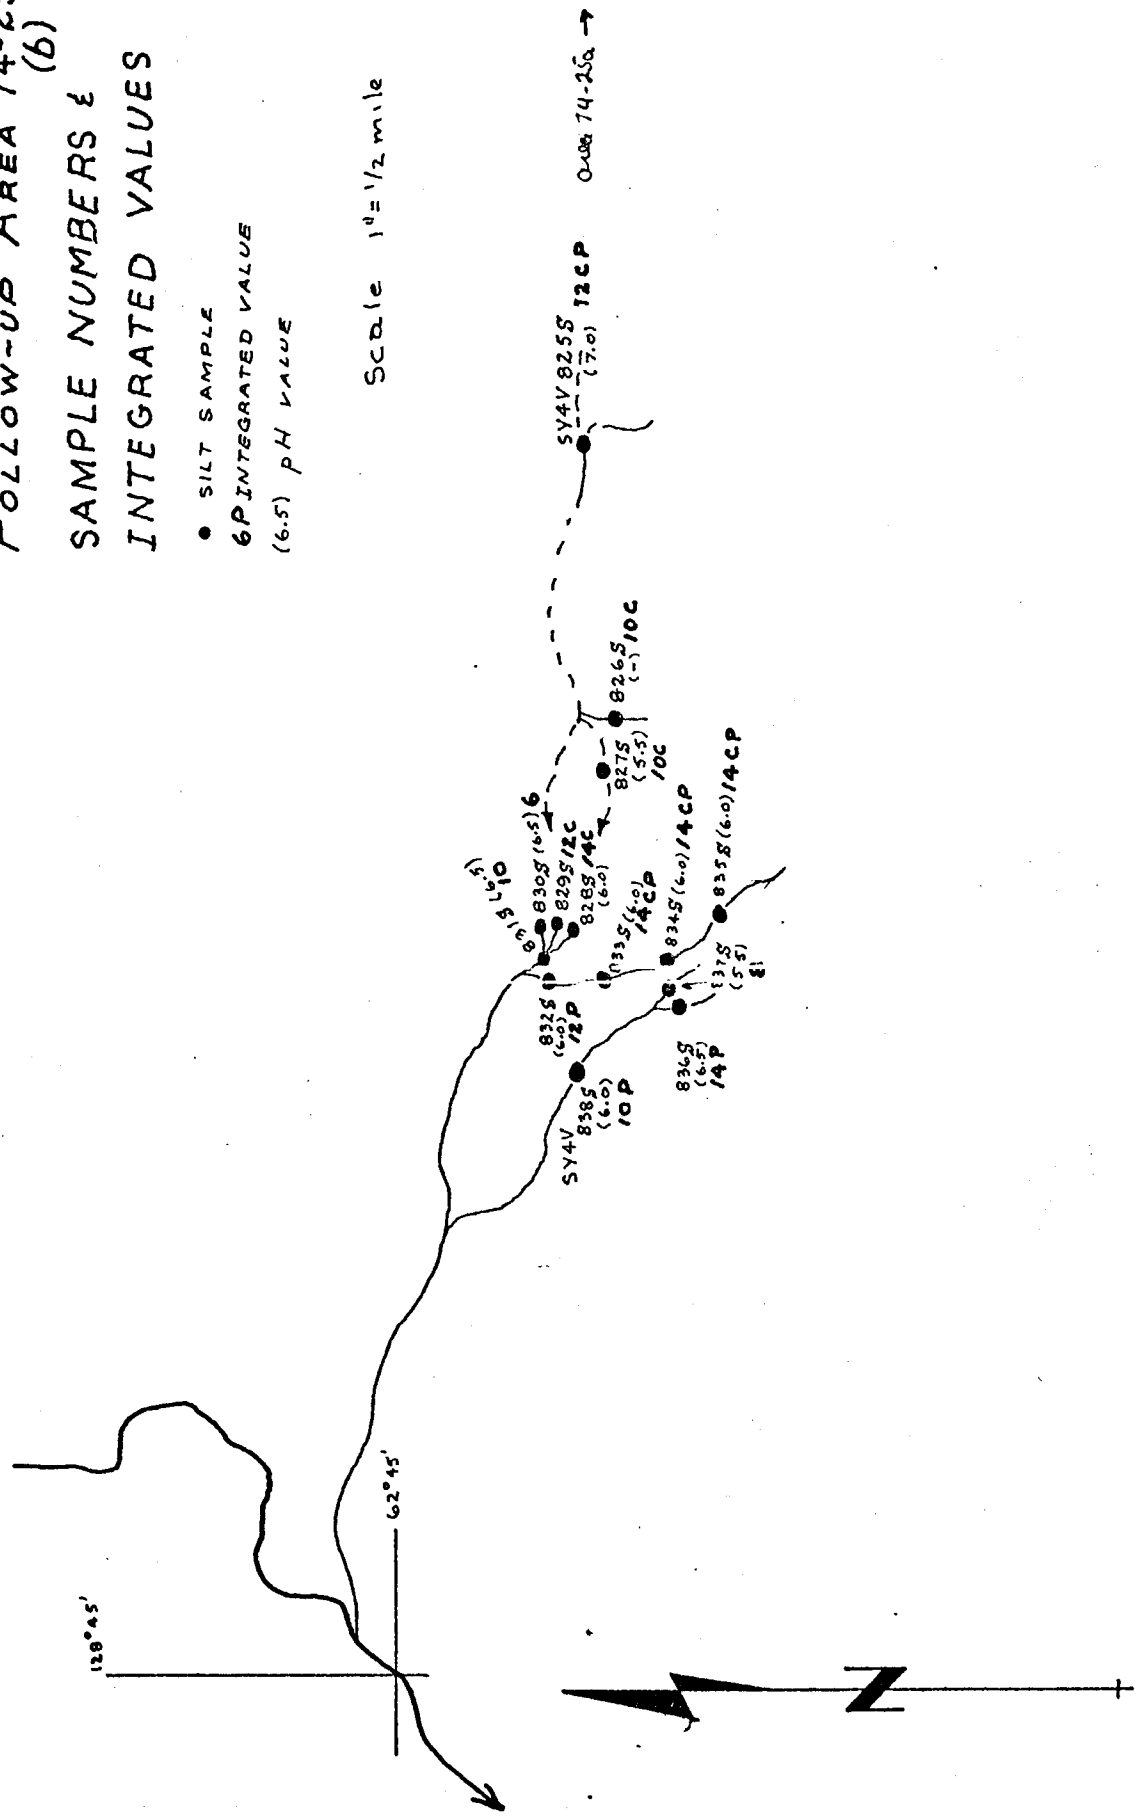 FOLLOW-UP AREA 74-25
(b)
SAMPLE NUMBERS &
INTEGRATED VALUES
● SILT SAMPLE
6P INTEGRATED VALUE
(6.5) pH VALUE
Scale 1"=1/2 mile
area 74-25a →
SY4V 825S
(7.0) 12CP
826S
(-) 10C
827S
(5.5)
10C
831S (6.5)
10
830S (6.5) 6
829S 12C
828S 14C
(6.0)
833S (6.0)
14CP
834S (6.0) 14CP
835S (6.0) 14CP
832S
(6.0)
12P
837S
(5.5)
836S
(6.5)
14P
SY4V
838S
(6.0)
10P
128°45'
62°45'
N